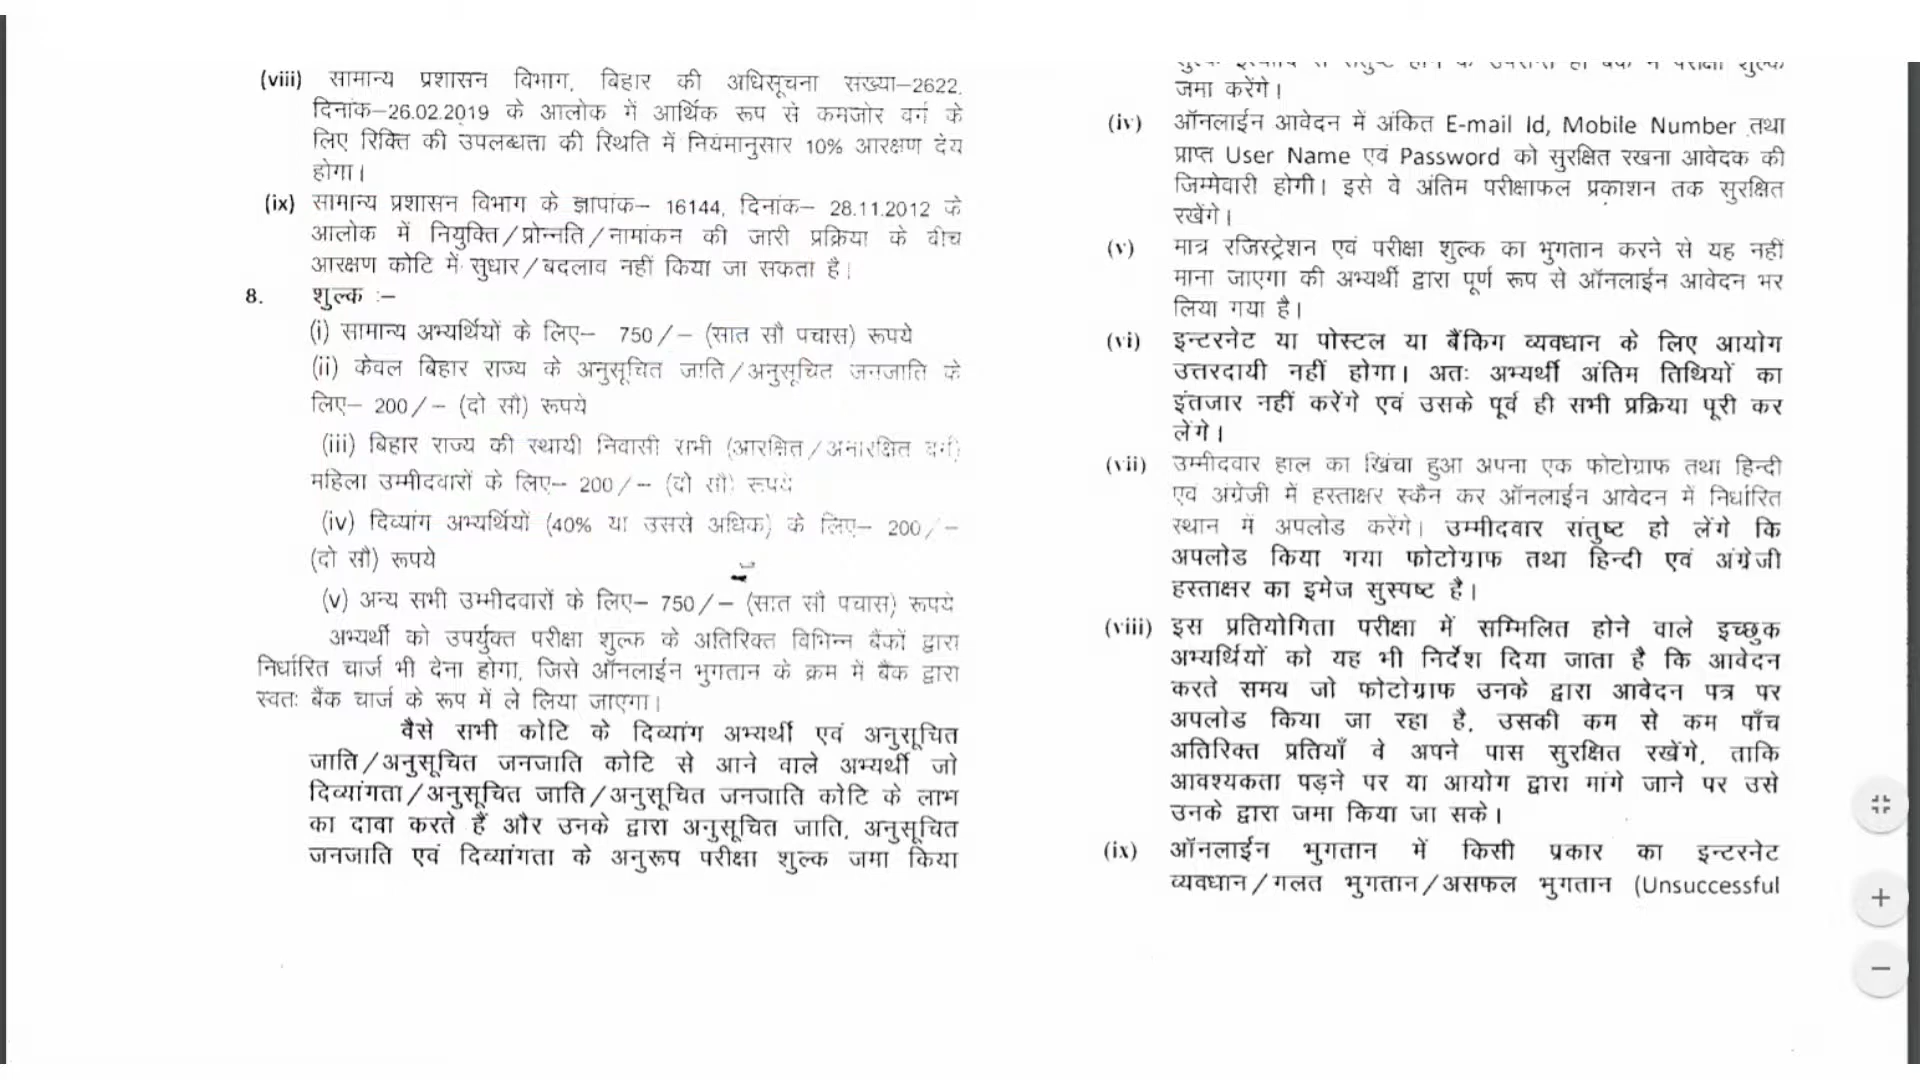 (viii) सामान्य प्रशासन विभाग, बिहार की अधिसूचना संख्या–2622,
दिनांक–26.02.2019 के आलोक में आर्थिक रूप से कमजोर वर्ग के
लिए रिक्ति की उपलब्धता की स्थिति में नियमानुसार 10% आरक्षण देय
होगा।
(ix) सामान्य प्रशासन विभाग के ज्ञापांक– 16144, दिनांक– 28.11.2012 के
आलोक में नियुक्ति/प्रोन्नति/नामांकन की जारी प्रक्रिया के बीच
आरक्षण कोटि में सुधार/बदलाव नहीं किया जा सकता है।
8. शुल्क :–
(i) सामान्य अभ्यर्थियों के लिए– 750/– (सात सौ पचास) रूपये
(ii) केवल बिहार राज्य के अनुसूचित जाति/अनुसूचित जनजाति के
लिए– 200/– (दो सौ) रूपये
(iii) बिहार राज्य की स्थायी निवासी सभी (आरक्षित/अनारक्षित वर्ग)
महिला उम्मीदवारों के लिए– 200/– (दो सौ) रूपये
(iv) दिव्यांग अभ्यर्थियों (40% या उससे अधिक) के लिए– 200/–
(दो सौ) रूपये
(v) अन्य सभी उम्मीदवारों के लिए– 750/– (सात सौ पचास) रूपये
अभ्यर्थी को उपर्युक्त परीक्षा शुल्क के अतिरिक्त विभिन्न बैंकों द्वारा
निर्धारित चार्ज भी देना होगा, जिसे ऑनलाईन भुगतान के क्रम में बैंक द्वारा
स्वतः बैंक चार्ज के रूप में ले लिया जाएगा।
वैसे सभी कोटि के दिव्यांग अभ्यर्थी एवं अनुसूचित
जाति/अनुसूचित जनजाति कोटि से आने वाले अभ्यर्थी जो
दिव्यांगता/अनुसूचित जाति/अनुसूचित जनजाति कोटि के लाभ
का दावा करते हैं और उनके द्वारा अनुसूचित जाति, अनुसूचित
जनजाति एवं दिव्यांगता के अनुरूप परीक्षा शुल्क जमा किया
जमा करेंगे।
(iv) ऑनलाईन आवेदन में अंकित E-mail Id, Mobile Number तथा
प्राप्त User Name एवं Password को सुरक्षित रखना आवेदक की
जिम्मेवारी होगी। इसे वे अंतिम परीक्षाफल प्रकाशन तक सुरक्षित
रखेंगे।
(v) मात्र रजिस्ट्रेशन एवं परीक्षा शुल्क का भुगतान करने से यह नहीं
माना जाएगा की अभ्यर्थी द्वारा पूर्ण रूप से ऑनलाईन आवेदन भर
लिया गया है।
(vi) इन्टरनेट या पोस्टल या बैंकिग व्यवधान के लिए आयोग
उत्तरदायी नहीं होगा। अतः अभ्यर्थी अंतिम तिथियों का
इंतजार नहीं करेंगे एवं उसके पूर्व ही सभी प्रक्रिया पूरी कर
लेंगे।
(vii) उम्मीदवार हाल का खिंचा हुआ अपना एक फोटोग्राफ तथा हिन्दी
एवं अंग्रेजी में हस्ताक्षर स्कैन कर ऑनलाईन आवेदन में निर्धारित
स्थान में अपलोड करेंगे। उम्मीदवार संतुष्ट हो लेंगे कि
अपलोड किया गया फोटोग्राफ तथा हिन्दी एवं अंग्रेजी
हस्ताक्षर का इमेज सुस्पष्ट है।
(viii) इस प्रतियोगिता परीक्षा में सम्मिलित होने वाले इच्छुक
अभ्यर्थियों को यह भी निर्देश दिया जाता है कि आवेदन
करते समय जो फोटोग्राफ उनके द्वारा आवेदन पत्र पर
अपलोड किया जा रहा है, उसकी कम से कम पाँच
अतिरिक्त प्रतियाँ वे अपने पास सुरक्षित रखेंगे, ताकि
आवश्यकता पड़ने पर या आयोग द्वारा मांगे जाने पर उसे
उनके द्वारा जमा किया जा सके।
(ix) ऑनलाईन भुगतान में किसी प्रकार का इन्टरनेट
व्यवधान/गलत भुगतान/असफल भुगतान (Unsuccessful